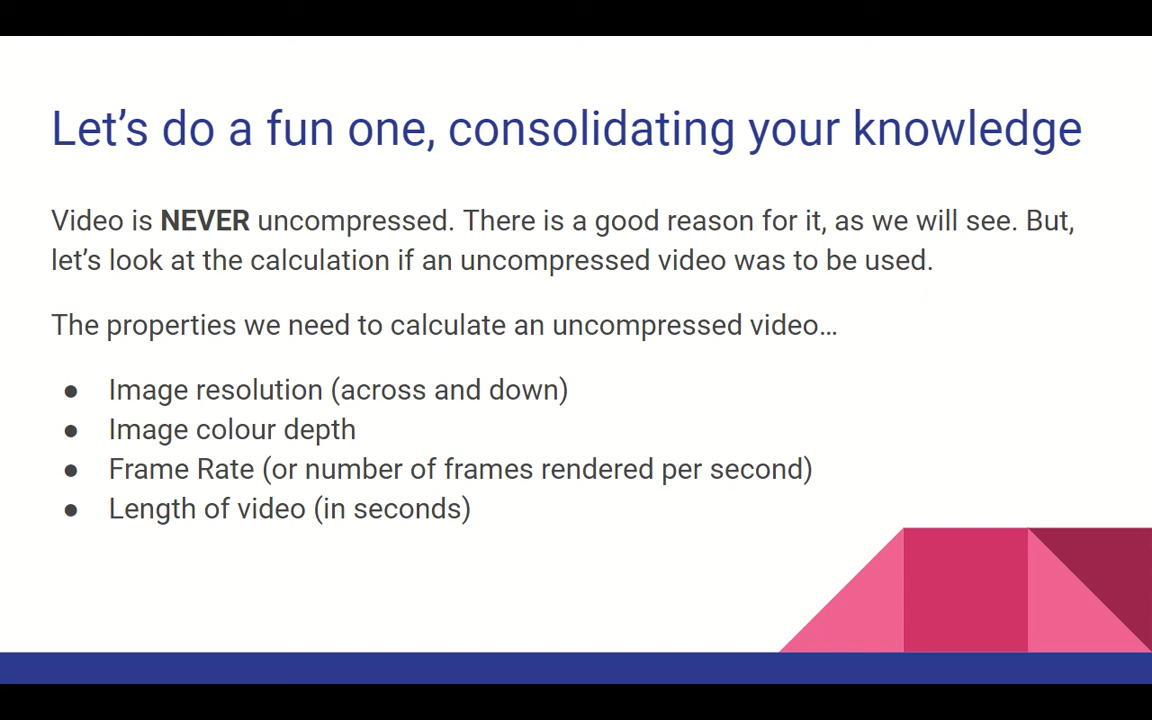 Let’s do a fun one, consolidating your knowledge
Video is NEVER uncompressed. There is a good reason for it, as we will see. But,
let’s look at the calculation if an uncompressed video was to be used.
The properties we need to calculate an uncompressed video…
● Image resolution (across and down)
● Image colour depth
● Frame Rate (or number of frames rendered per second)
● Length of video (in seconds)